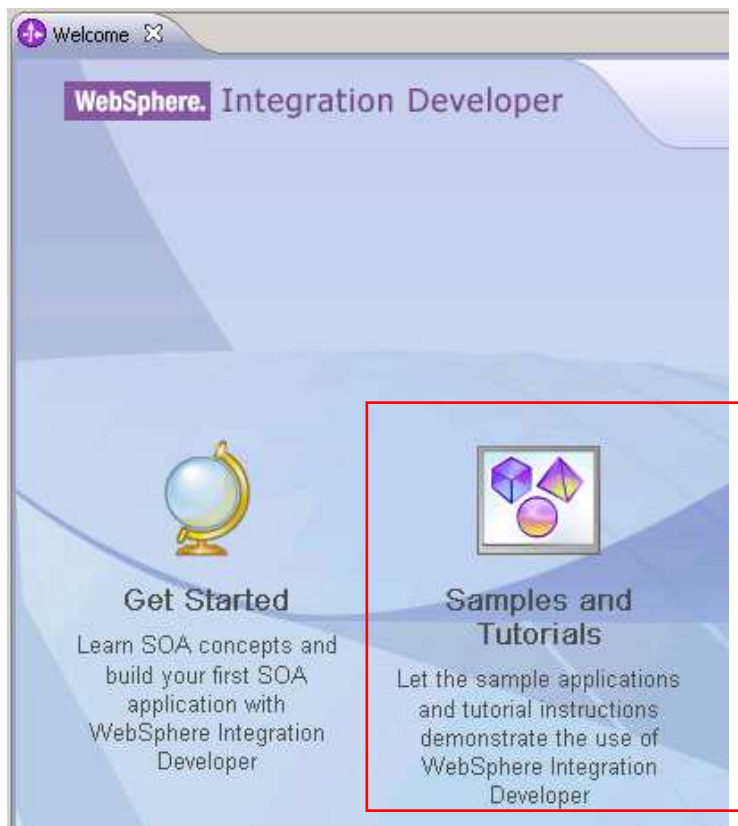 Welcome
WebSphere. Integration Developer
Get Started
Learn SOA concepts and
build your first SOA
application with
WebSphere Integration
Developer
Samples and
Tutorials
Let the sample applications
and tutorial instructions
demonstrate the use of
WebSphere Integration
Developer